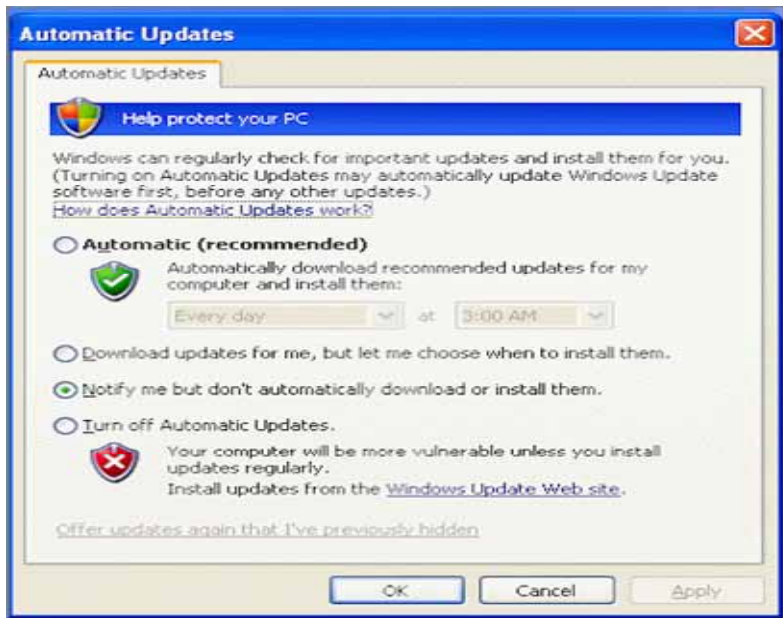 Automatic Updates
Automatic Updates
Help protect your PC
Windows can regularly check for important updates and install them for you.
(Turning on Automatic Updates may automatically update Windows Update
software first, before any other updates.)
How does Automatic Updates work?
Automatic (recommended)
Automatically download recommended updates for my
computer and install them:
Every day at 3:00 AM
Download updates for me, but let me choose when to install them.
Notify me but don't automatically download or install them.
Turn off Automatic Updates.
Your computer will be more vulnerable unless you install
updates regularly.
Install updates from the Windows Update Web site.
Offer updates again that I've previously hidden
OK Cancel Apply